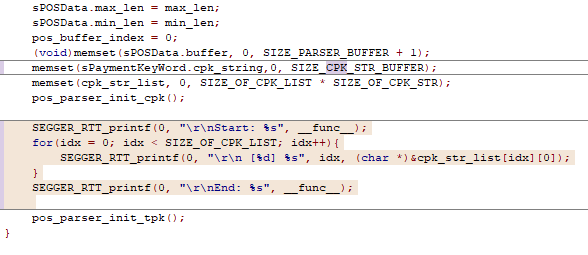 sPOSData.max_len = max_len;
sPOSData.min_len = min_len;
pos_buffer_index = 0;
(void)memset(sPOSData.buffer, 0, SIZE_PARSER_BUFFER + 1);
memset(sPaymentKeyWord.cpk_string,0, SIZE_CPK_STR_BUFFER);
memset(cpk_str_list, 0, SIZE_OF_CPK_LIST * SIZE_OF_CPK_STR);
pos_parser_init_cpk();
SEGGER_RTT_printf(0, "\r\nStart: %s", __func__);
for(idx = 0; idx < SIZE_OF_CPK_LIST; idx++){
SEGGER_RTT_printf(0, "\r\n [%d] %s", idx, (char *)&cpk_str_list[idx][0]);
}
SEGGER_RTT_printf(0, "\r\nEnd: %s", __func__);
pos_parser_init_tpk();
}